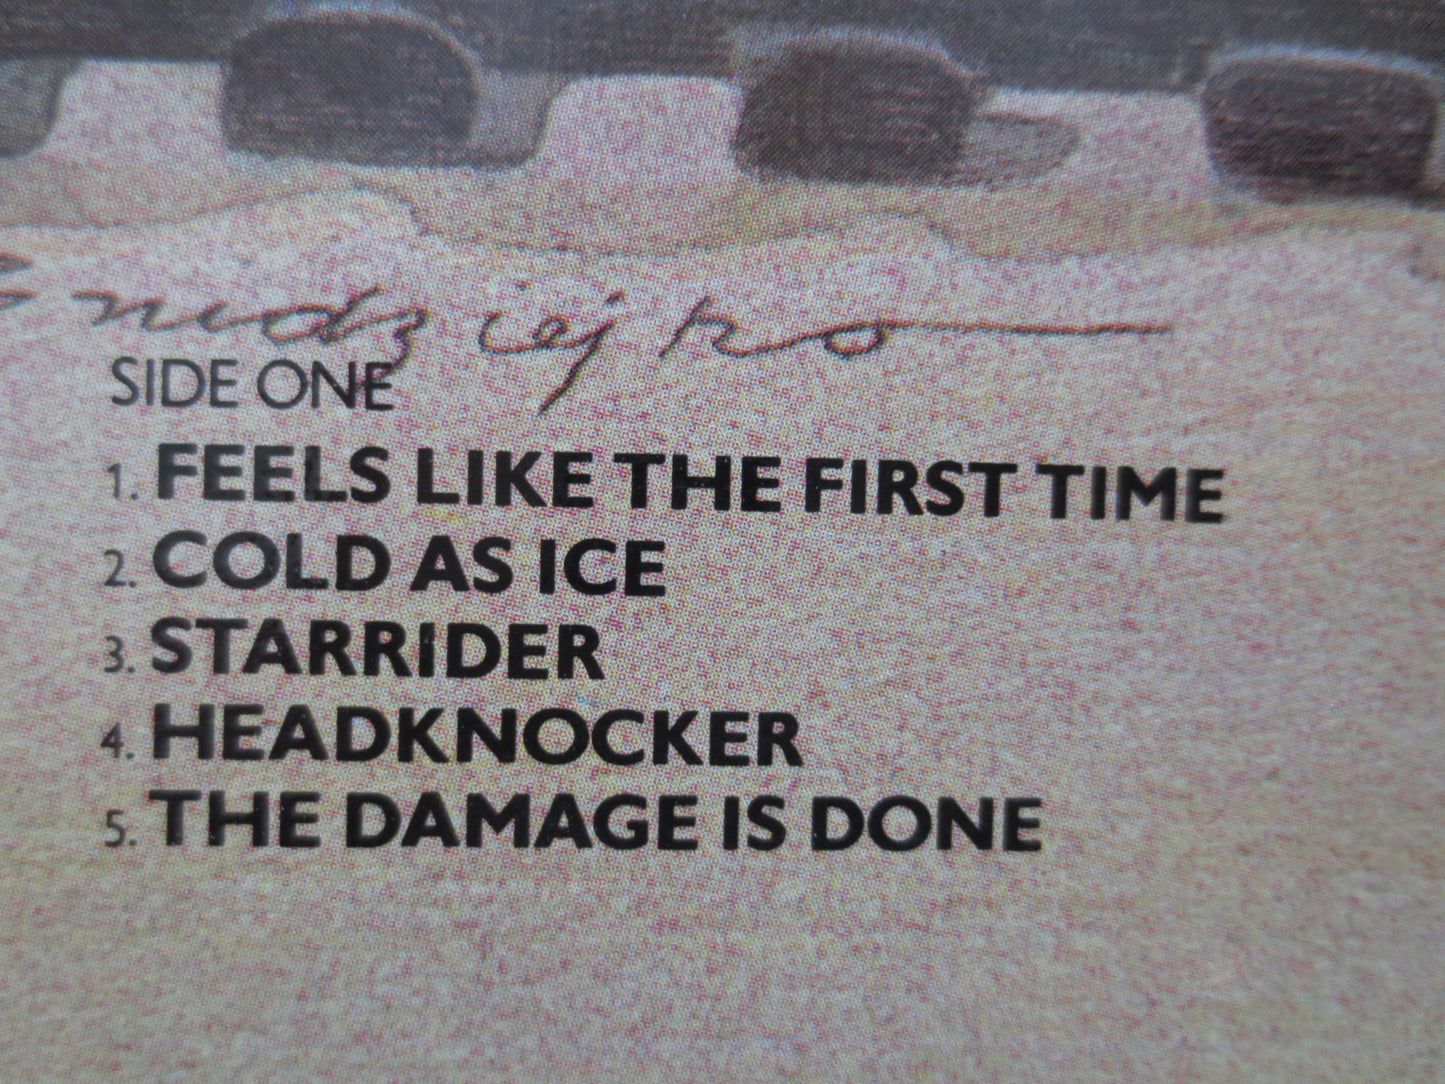 SIDE ONE
1. FEELS LIKE THE FIRST TIME
2. COLD AS ICE
3. STARRIDER
4. HEADKNOCKER
5. THE DAMAGE IS DONE